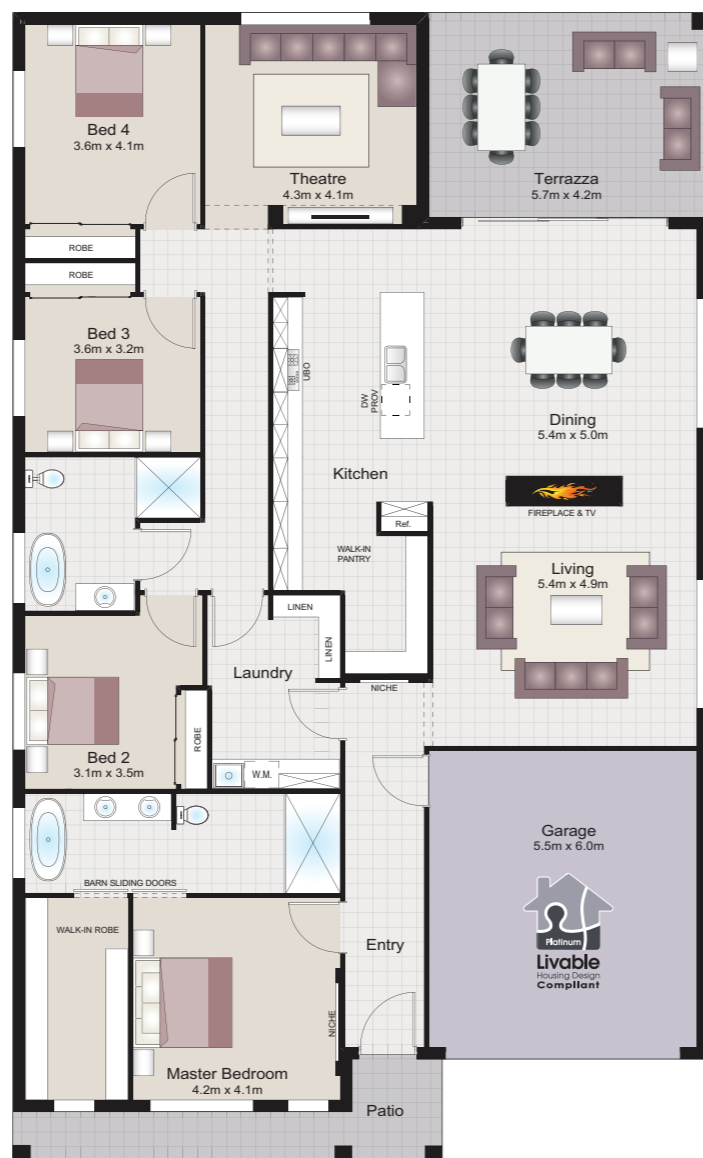 Bed 4
3.6m x 4.1m
Theatre
4.3m x 4.1m
Terrazza
5.7m x 4.2m
ROBE
ROBE
Bed 3
3.6m x 3.2m
UBO
DW
PROV
Dining
5.4m x 5.0m
Kitchen
FIREPLACE & TV
Ref.
WALK-IN
PANTRY
Living
5.4m x 4.9m
LINEN
LINEN
Laundry
NICHE
ROBE
Bed 2
3.1m x 3.5m
W.M.
Garage
5.5m x 6.0m
BARN SLIDING DOORS
WALK-IN ROBE
Platinum
Livable
Housing Design
Compliant
Entry
NICHE
Master Bedroom
4.2m x 4.1m
Patio